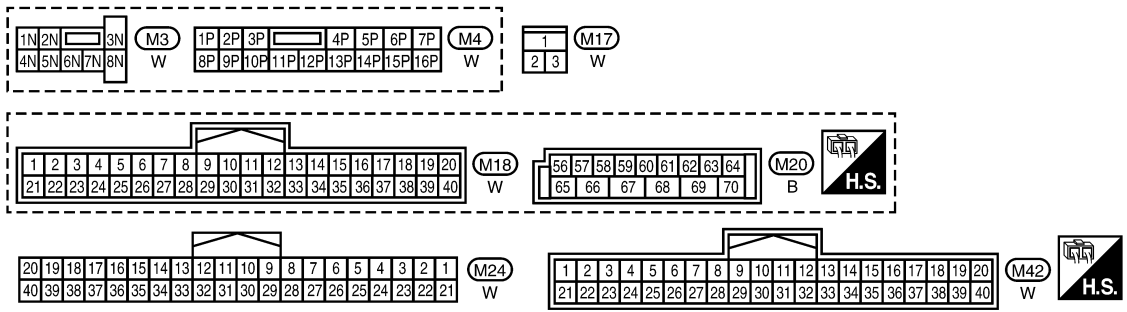 1N 2N 3N M3
4N 5N 6N 7N 8N W
1P 2P 3P 4P 5P 6P 7P M4
8P 9P 10P 11P 12P 13P 14P 15P 16P W
1 M17
2 3 W
1 2 3 4 5 6 7 8 9 10 11 12 13 14 15 16 17 18 19 20 M18
21 22 23 24 25 26 27 28 29 30 31 32 33 34 35 36 37 38 39 40 W
56 57 58 59 60 61 62 63 64 M20
65 66 67 68 69 70 B
H.S.
20 19 18 17 16 15 14 13 12 11 10 9 8 7 6 5 4 3 2 1 M24
40 39 38 37 36 35 34 33 32 31 30 29 28 27 26 25 24 23 22 21 W
1 2 3 4 5 6 7 8 9 10 11 12 13 14 15 16 17 18 19 20 M42
21 22 23 24 25 26 27 28 29 30 31 32 33 34 35 36 37 38 39 40 W
H.S.